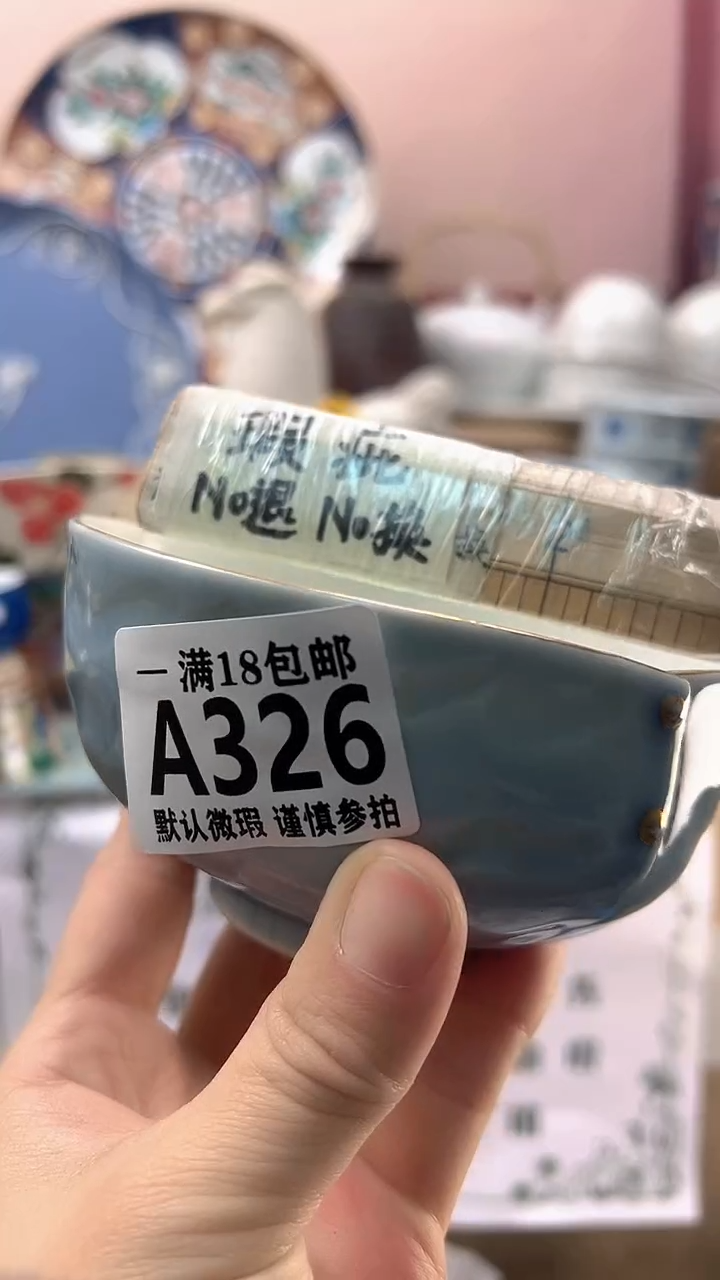 瑕疵
No退 No换
一满18包邮
A326
默认微瑕 谨慎参拍